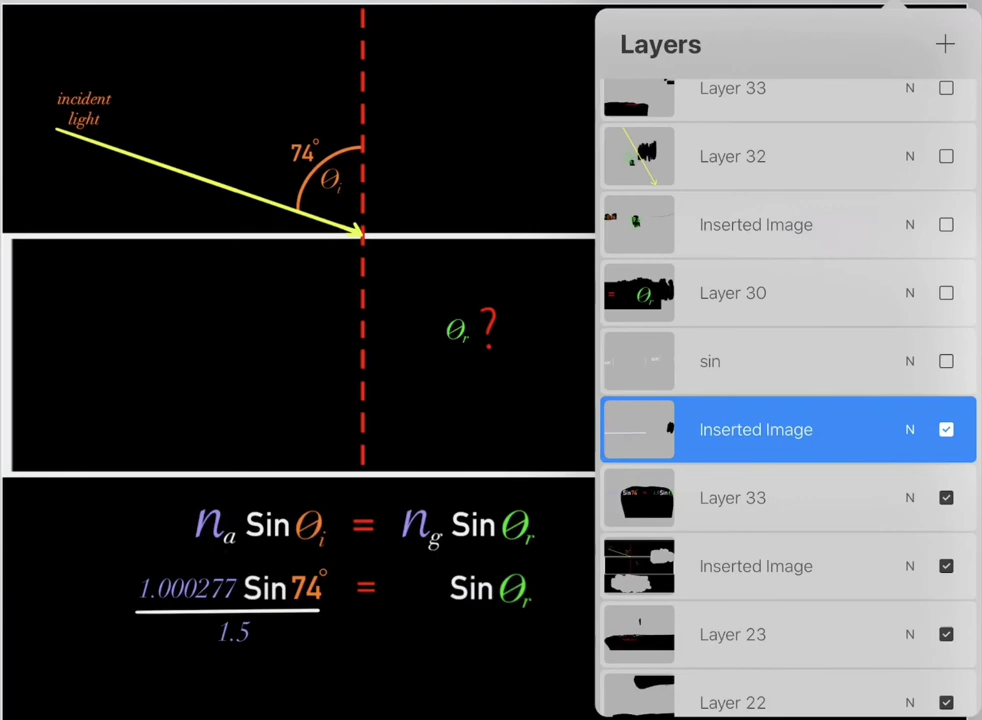 incident
light
74°
θi
θr ?
na Sin θi = ng Sin θr
1.000277 Sin 74° = Sin θr
1.5
Layers
Layer 33 N
Layer 32 N
Inserted Image N
Layer 30 N
sin N
Inserted Image N
Layer 33 N
Inserted Image N
Layer 23 N
Layer 22 N